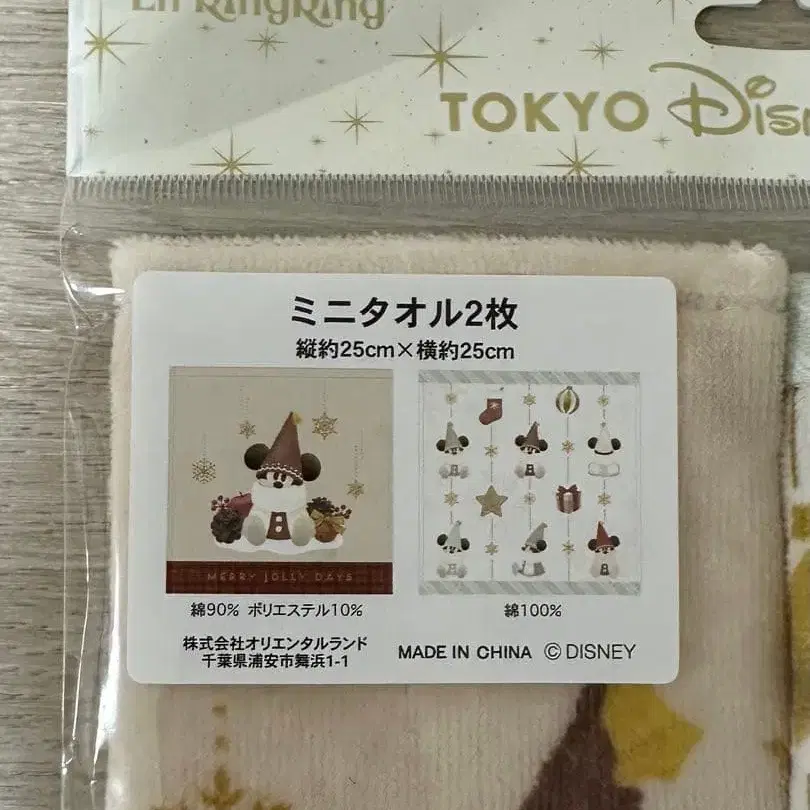 Lil' RingRing
TOKYO Disn
ミニタオル2枚
縦約25cm×横約25cm
MERRY JOLLY DAYS
綿90% ポリエステル10%
綿100%
株式会社オリエンタルランド
千葉県浦安市舞浜1-1
MADE IN CHINA ©DISNEY